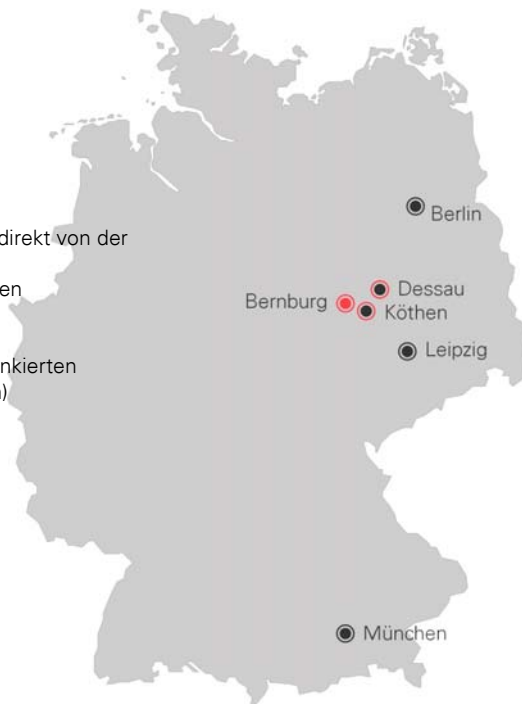 Berlin
direkt von der
en
Dessau
Bernburg
Köthen
Leipzig
nkierten
)
München